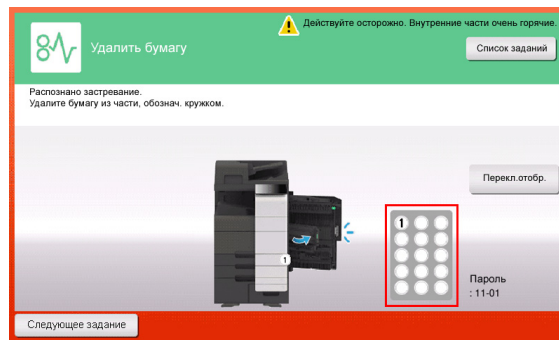 Действуйте осторожно. Внутренние части очень горячие.
Удалить бумагу
Список заданий
Распознано застревание.
Удалите бумагу из части, обознач. кружком.
Перекл.отобр.
1
1
Пароль
: 11-01
Следующее задание